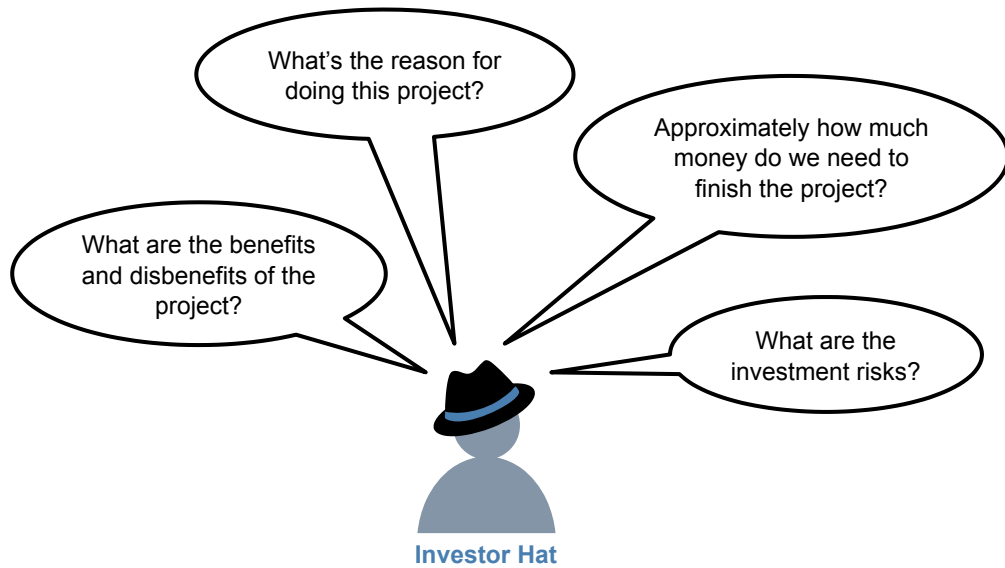 What’s the reason for
doing this project?
Approximately how much
money do we need to
finish the project?
What are the benefits
and disbenefits of the
project?
What are the
investment risks?
Investor Hat